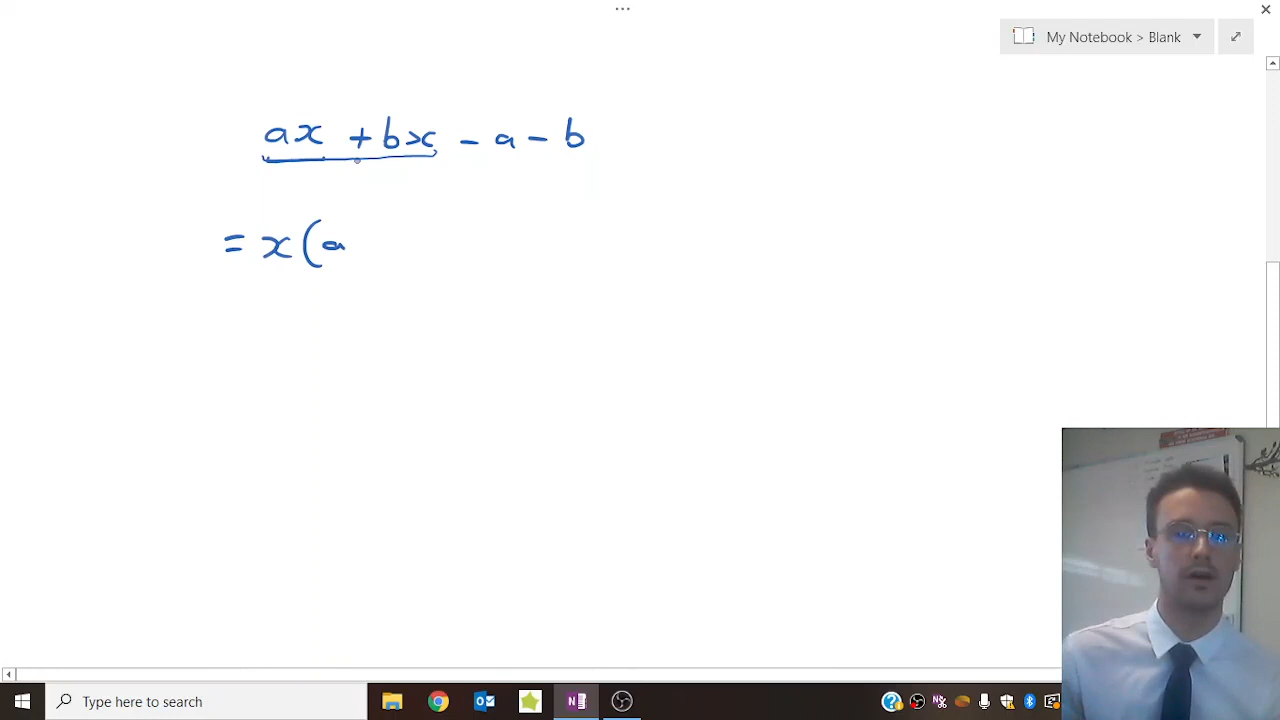 ...
My Notebook > Blank
ax + bx - a - b
= x(a
Type here to search